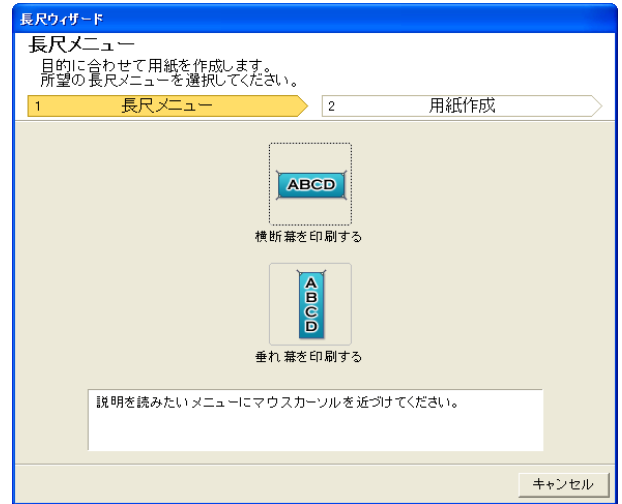 長尺ウィザード
長尺メニュー
目的に合わせて用紙を作成します。
所望の長尺メニューを選択してください。
1 長尺メニュー 2 用紙作成
ABCD
横断幕を印刷する
A
B
C
D
垂れ幕を印刷する
説明を読みたいメニューにマウスカーソルを近づけてください。
キャンセル